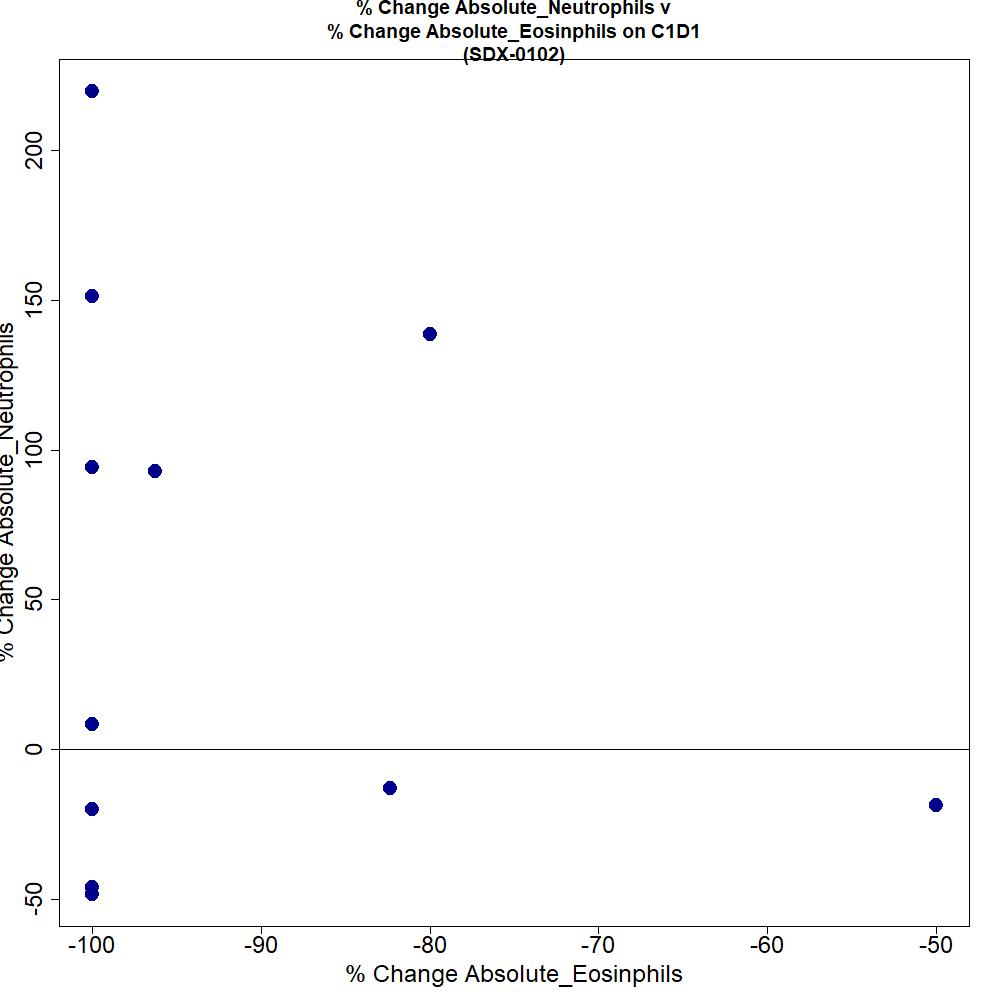 % Change Absolute_Neutrophils v
% Change Absolute_Eosinphils on C1D1
(SDX-0102)
% Change Absolute_Neutrophils
200
150
100
50
0
-50
-100
-90
-80
-70
-60
-50
% Change Absolute_Eosinphils